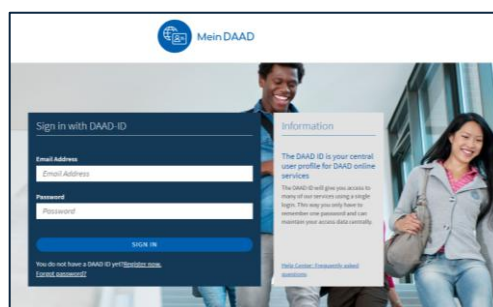 Mein DAAD
Sign in with DAAD-ID
Email Address
Email Address
Password
Password
SIGN IN
You do not have a DAAD ID yet?Register now.
Forgot password?
Information
The DAAD ID is your central
user profile for DAAD online
services
The DAAD ID will give you access to
many of our services using a single
login. This way you only have to
remember one password and can
maintain your access data centrally.
Help Center: Frequently asked
questions